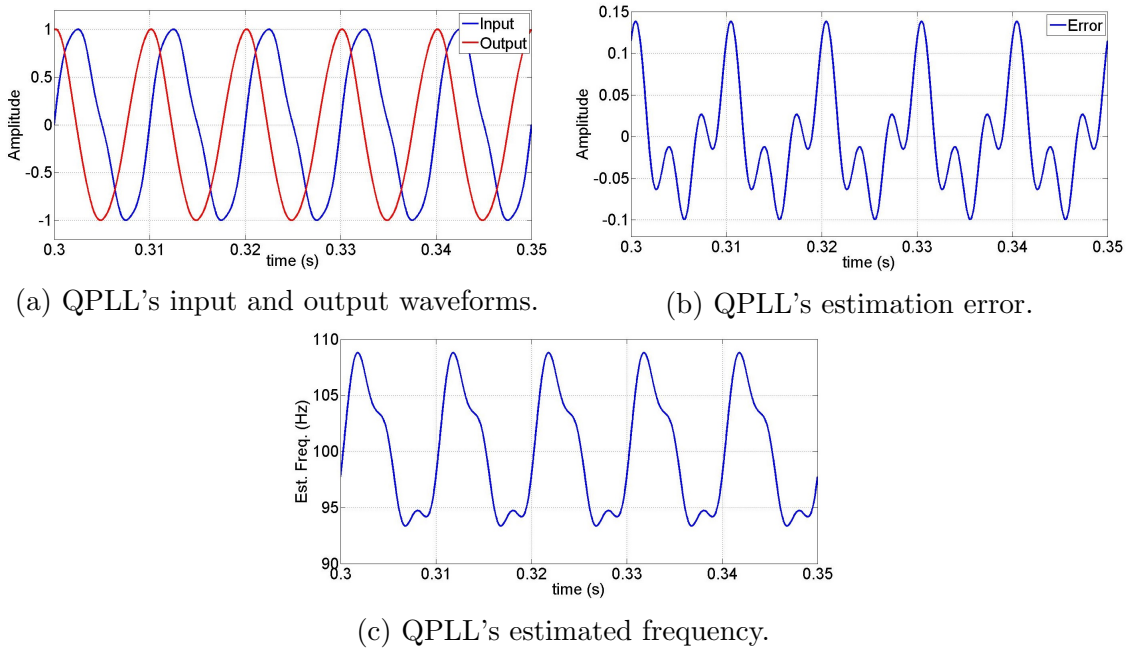 Input
Output
Amplitude
1
0.5
0
-0.5
-1
0.3
0.31
0.32
0.33
0.34
0.35
time (s)
(a) QPLL's input and output waveforms.
Error
Amplitude
0.15
0.1
0.05
0
-0.05
-0.1
0.3
0.31
0.32
0.33
0.34
0.35
time (s)
(b) QPLL's estimation error.
Est. Freq. (Hz)
110
105
100
95
90
0.3
0.31
0.32
0.33
0.34
0.35
time (s)
(c) QPLL's estimated frequency.